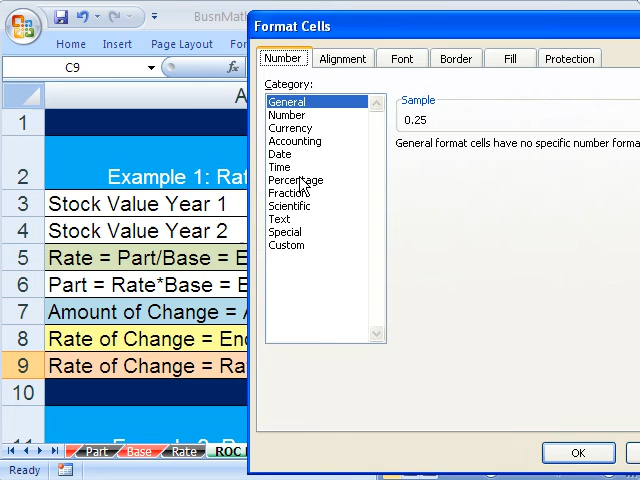 BusnMath
Format Cells
Home Insert Page Layout For
Number Alignment Font Border Fill Protection
C9 fx
Category:
General
Number
Currency
Accounting
Date
Time
Percentage
Fraction
Scientific
Text
Special
Custom
Sample
0.25
General format cells have no specific number forma
A
1
2 Example 1: Rat
3 Stock Value Year 1
4 Stock Value Year 2
5 Rate = Part/Base = E
6 Part = Rate*Base = E
7 Amount of Change = A
8 Rate of Change = End
9 Rate of Change = Ra
10
11
Part Base Rate ROC
OK
Ready